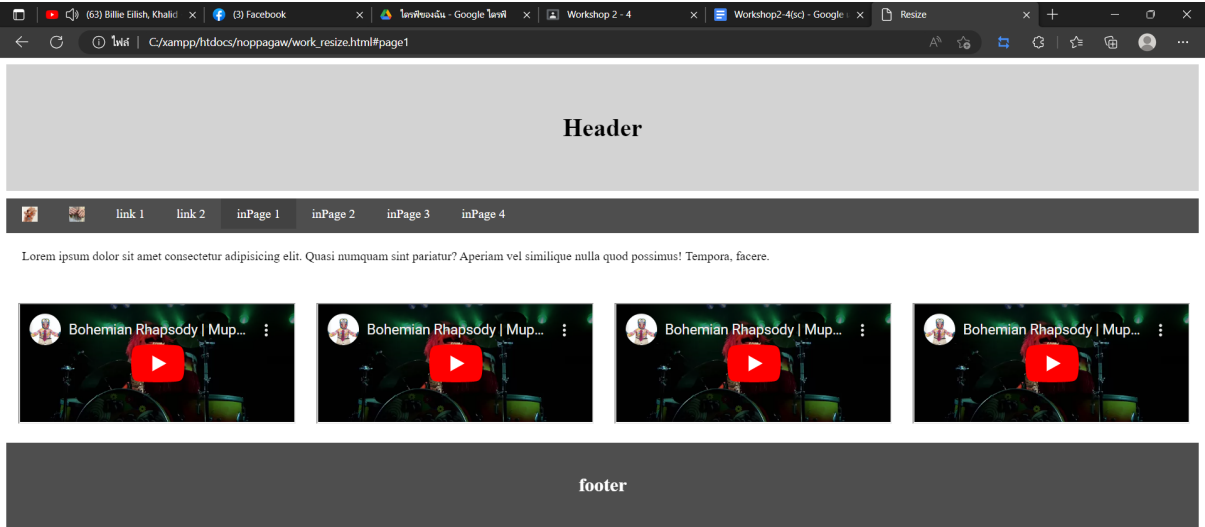 (63) Billie Eilish, Khalid
(3) Facebook
ไดรฟ์ของฉัน - Google ไดรฟ์
Workshop 2 - 4
Workshop2-4(sc) - Google
Resize
ไฟล์ C:/xampp/htdocs/noppagaw/work_resize.html#page1
Header
link 1 link 2 inPage 1 inPage 2 inPage 3 inPage 4
Lorem ipsum dolor sit amet consectetur adipisicing elit. Quasi numquam sint pariatur? Aperiam vel similique nulla quod possimus! Tempora, facere.
Bohemian Rhapsody | Mup...
Bohemian Rhapsody | Mup...
Bohemian Rhapsody | Mup...
Bohemian Rhapsody | Mup...
footer